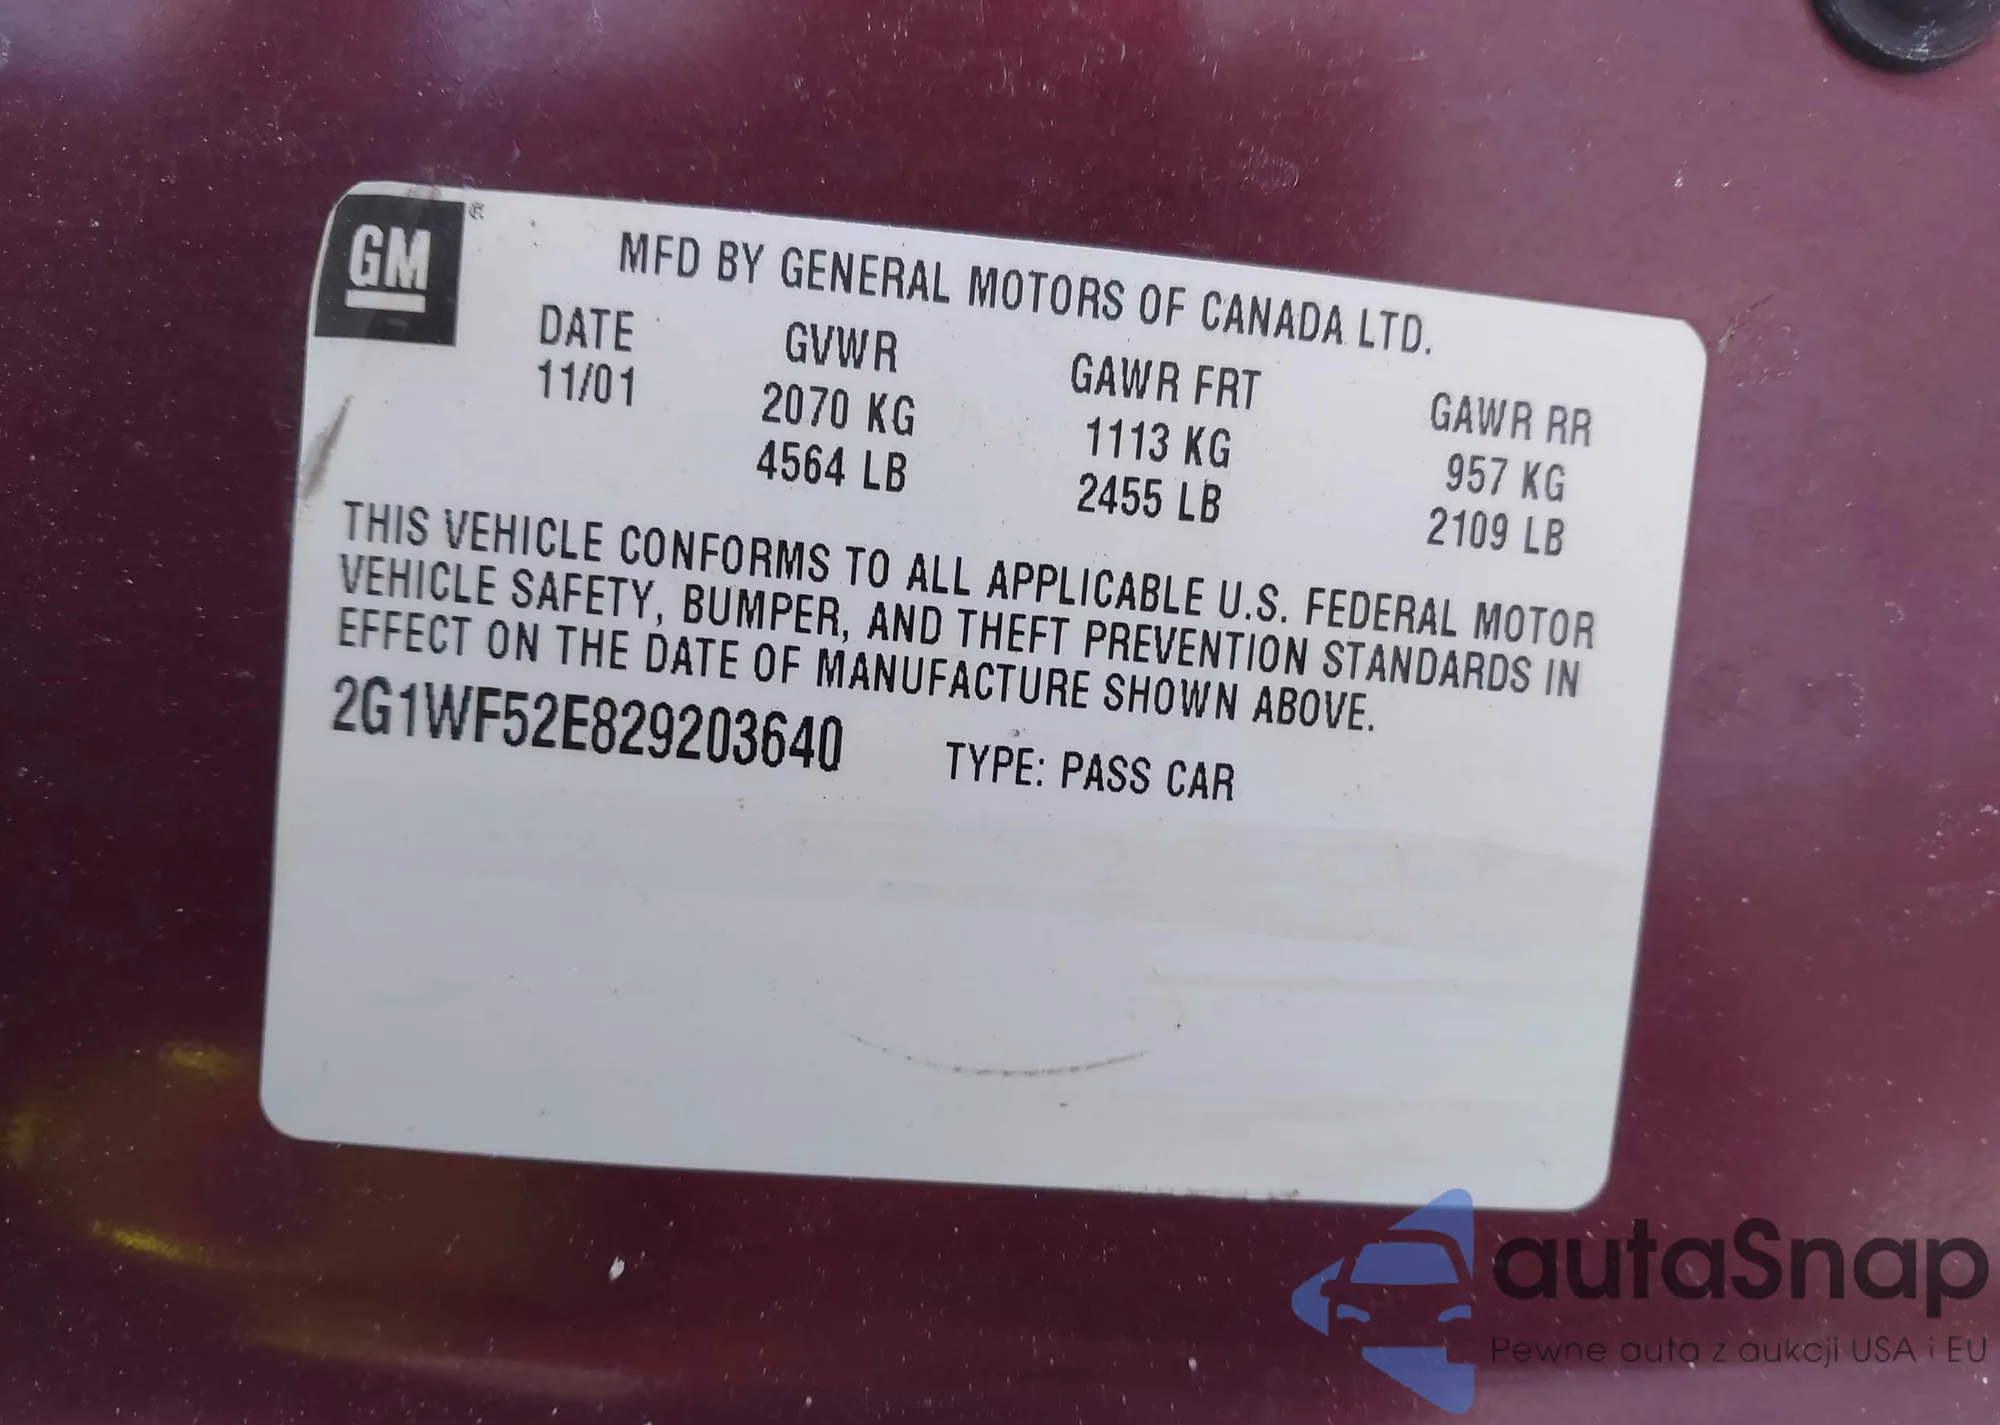 GM ®
MFD BY GENERAL MOTORS OF CANADA LTD.
DATE GVWR GAWR FRT GAWR RR
11/01 2070 KG 1113 KG 957 KG
4564 LB 2455 LB 2109 LB
THIS VEHICLE CONFORMS TO ALL APPLICABLE U.S. FEDERAL MOTOR
VEHICLE SAFETY, BUMPER, AND THEFT PREVENTION STANDARDS IN
EFFECT ON THE DATE OF MANUFACTURE SHOWN ABOVE.
2G1WF52E829203640 TYPE: PASS CAR
autaSnap
Pewne auta z aukcji USA i EU